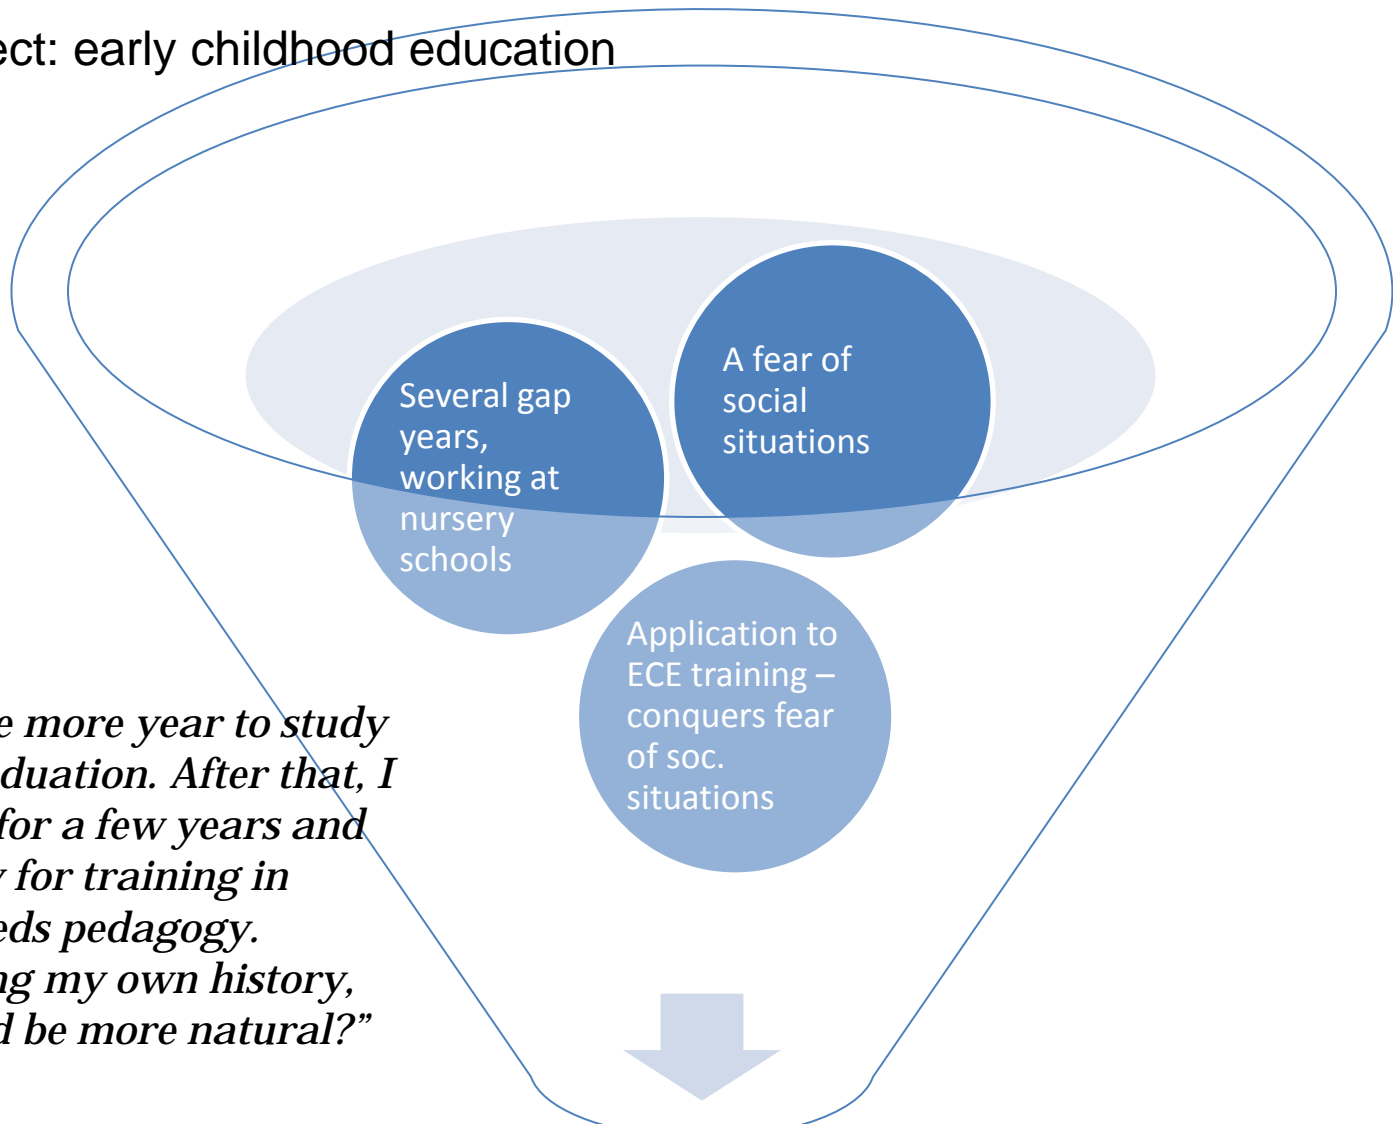 ect: early childhood education
A fear of
social
situations
Several gap
years,
working at
nursery
schools
Application to
ECE training –
conquers fear
of soc.
situations
e more year to study
duation. After that, I
for a few years and
for training in
eds pedagogy.
ng my own history,
d be more natural?”